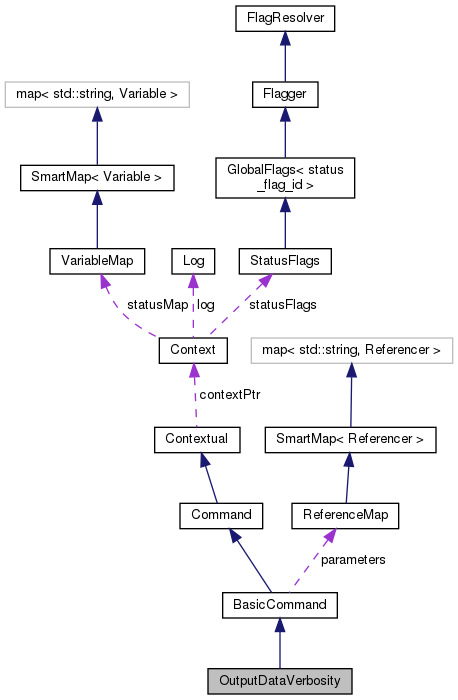 FlagResolver
map< std::string, Variable >
Flagger
SmartMap< Variable >
GlobalFlags< status
_flag_id >
VariableMap
Log
StatusFlags
statusMap
log
statusFlags
Context
map< std::string, Referencer >
contextPtr
Contextual
SmartMap< Referencer >
Command
ReferenceMap
parameters
BasicCommand
OutputDataVerbosity